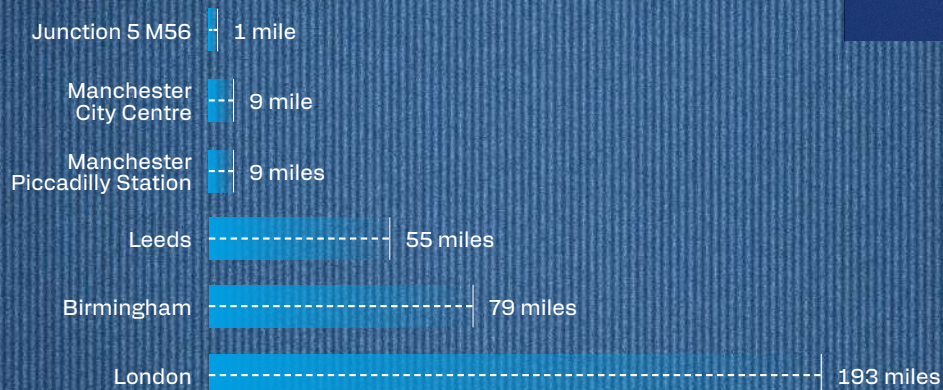 Junction 5 M56 1 mile
Manchester
City Centre 9 mile
Manchester
Piccadilly Station 9 miles
Leeds 55 miles
Birmingham 79 miles
London 193 miles